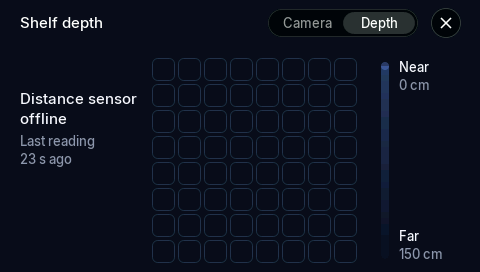 Shelf depth
Camera
Depth
Distance sensor
offline
Last reading
23 s ago
Near
0 cm
Far
150 cm